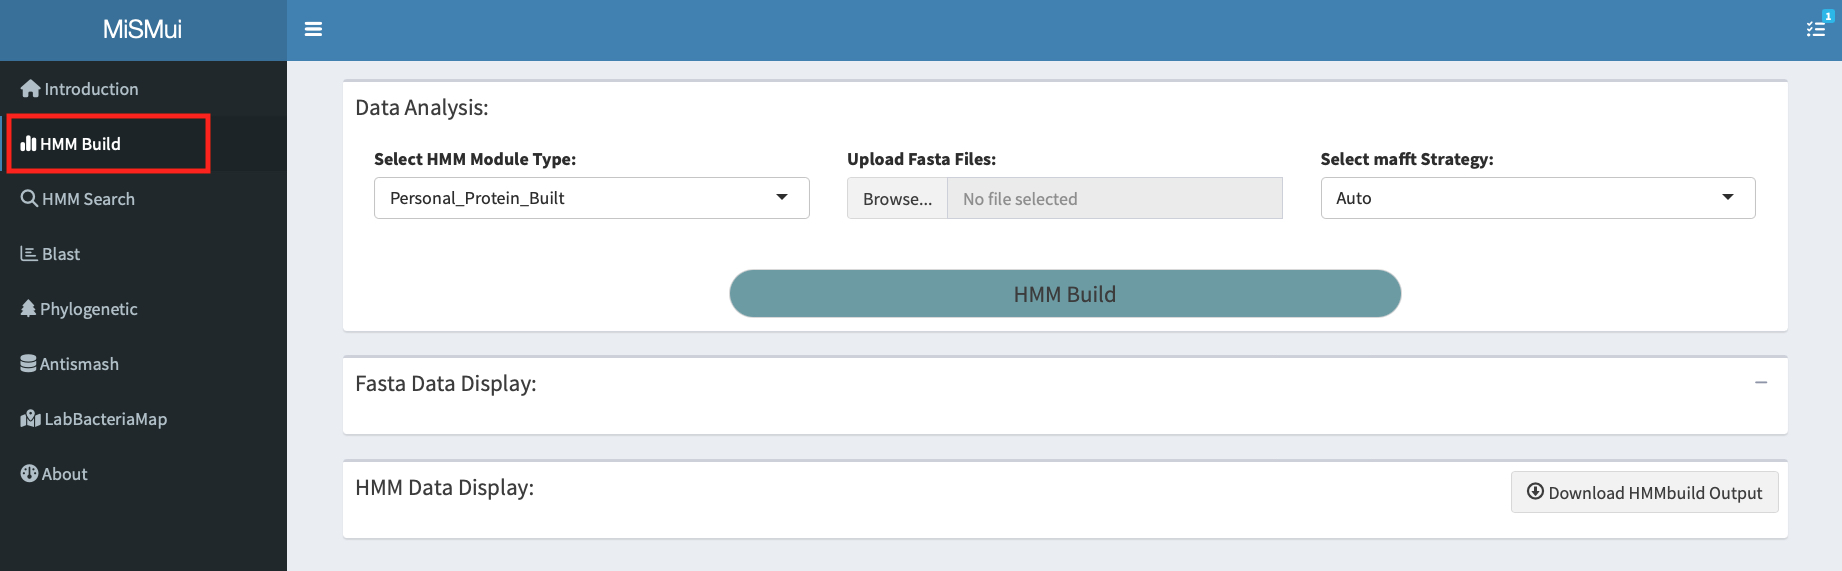 MiSMui
1
Introduction
HMM Build
HMM Search
Blast
Phylogenetic
Antismash
LabBacteriaMap
About
Data Analysis:
Select HMM Module Type:
Personal_Protein_Built
Upload Fasta Files:
Browse... No file selected
Select mafft Strategy:
Auto
HMM Build
Fasta Data Display:
HMM Data Display:
Download HMMbuild Output